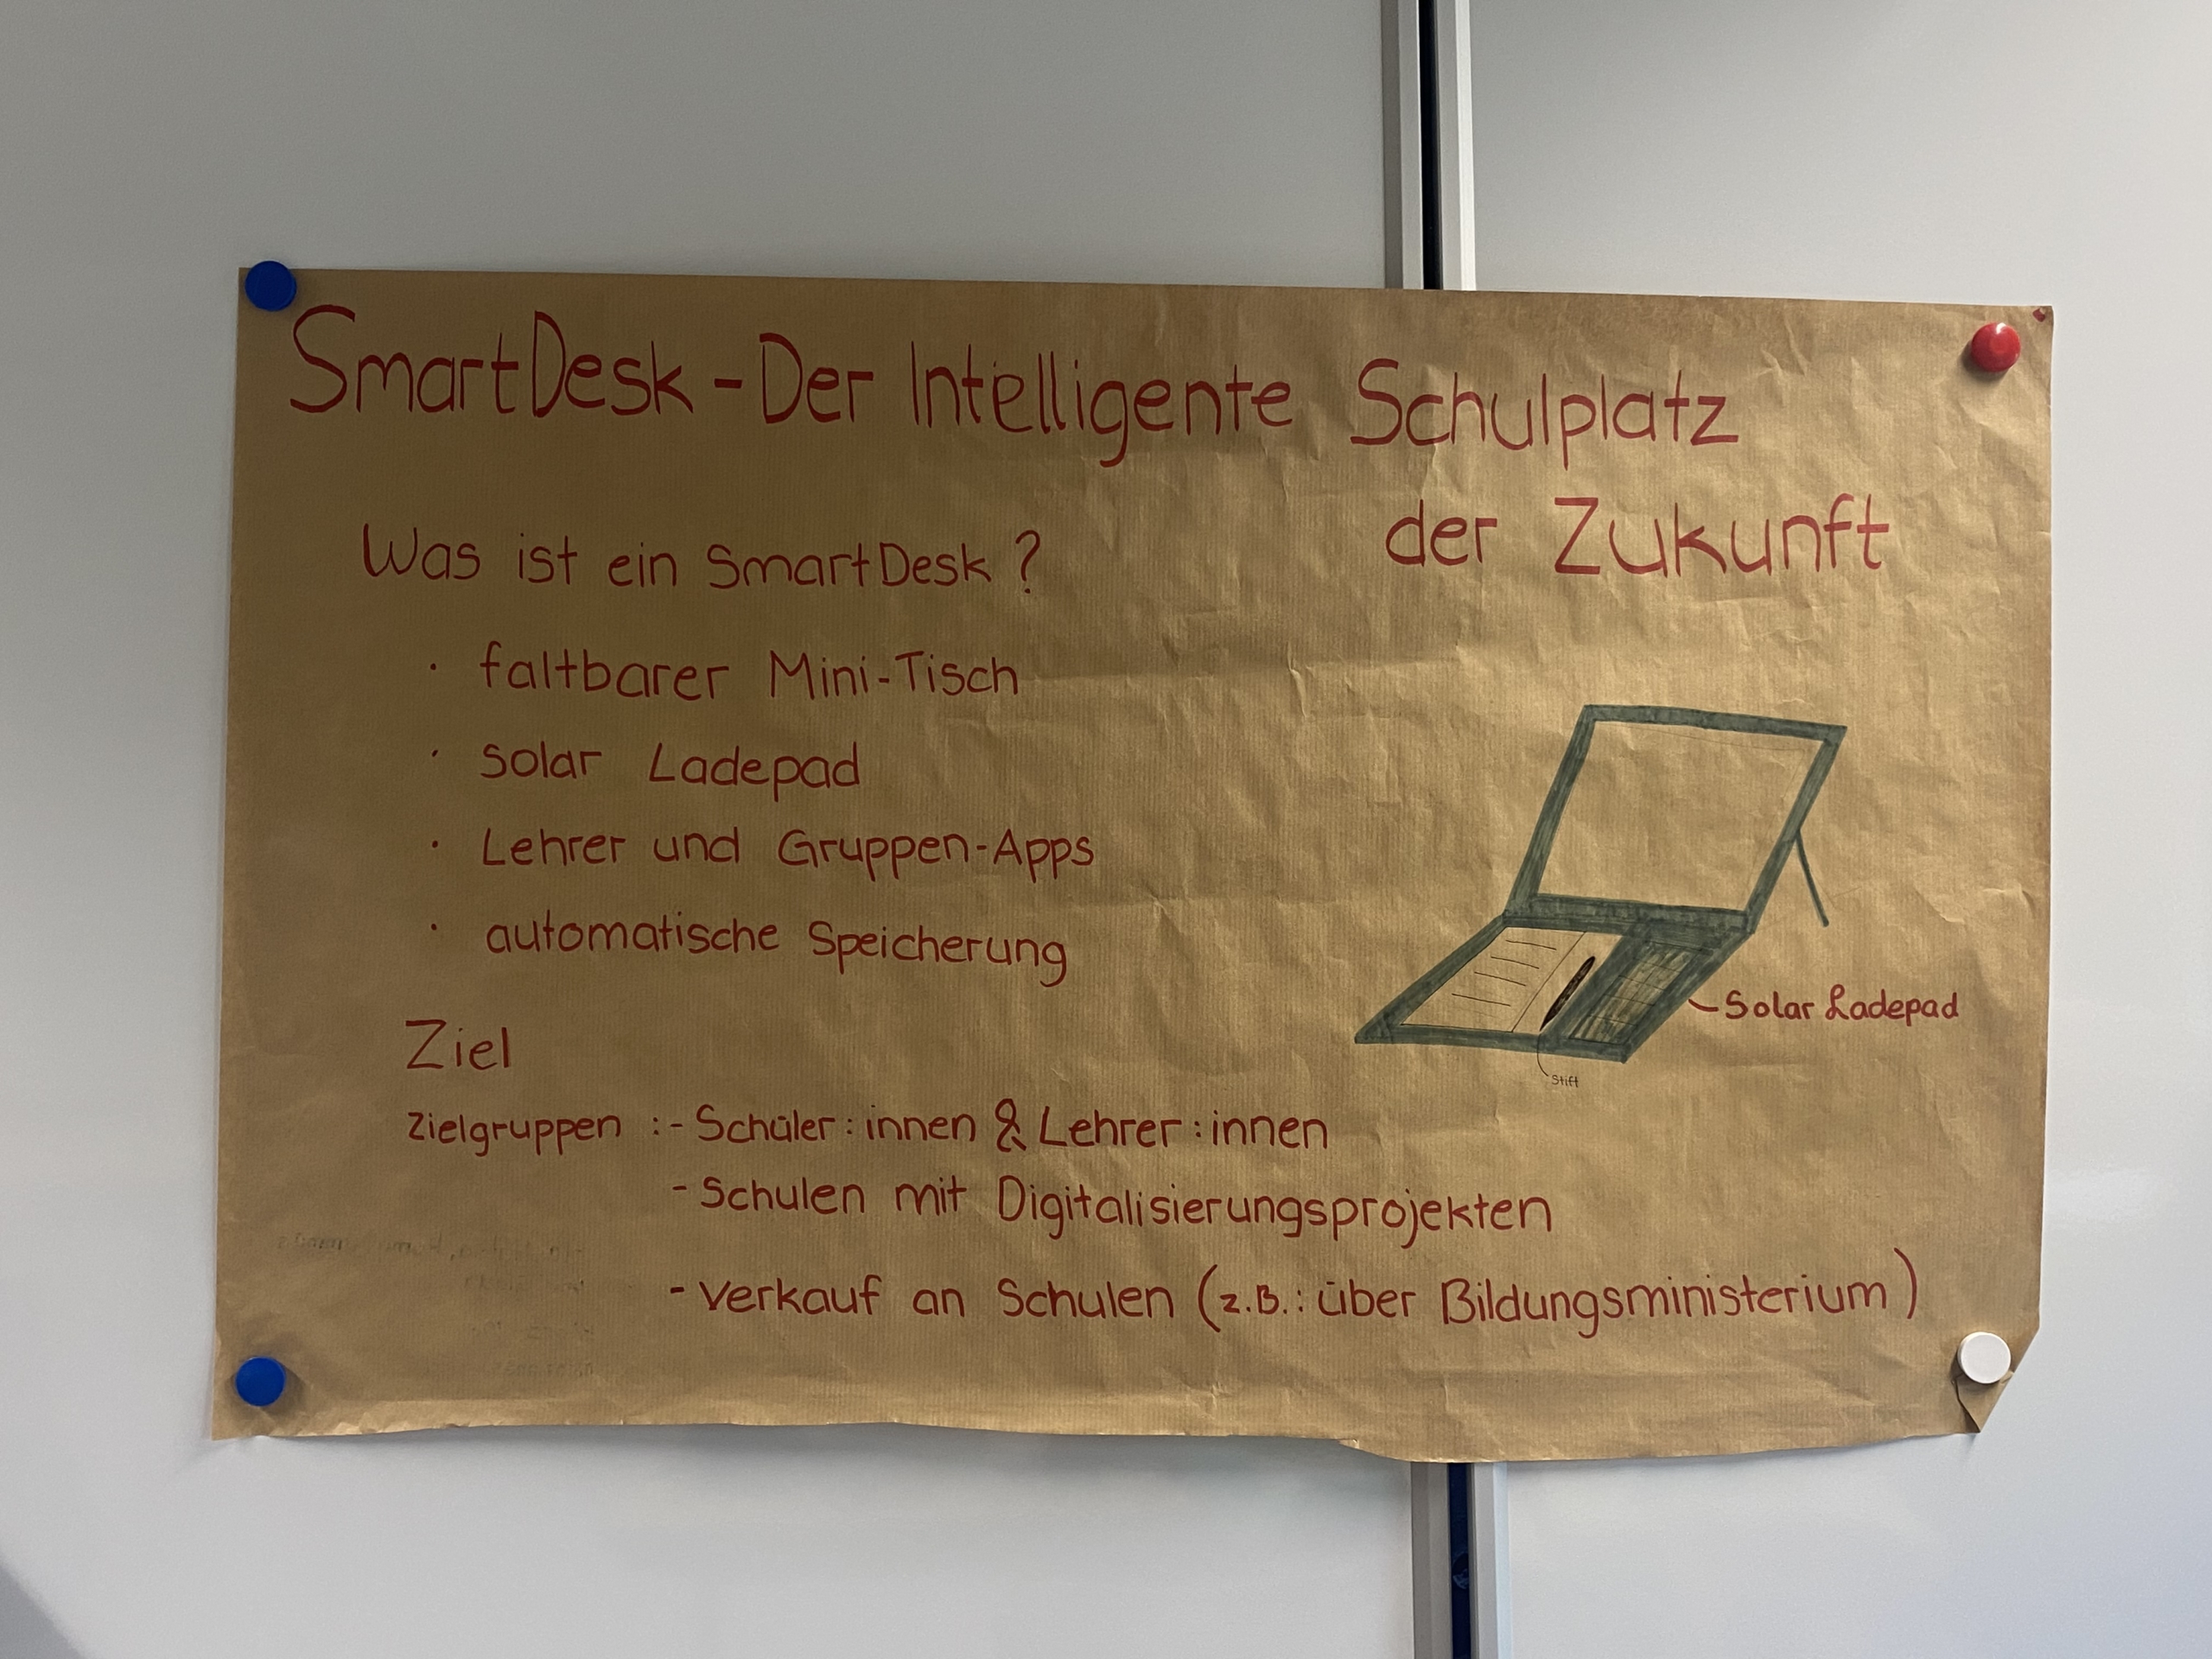 SmartDesk - Der Intelligente Schulplatz
der Zukunft
Was ist ein SmartDesk?
· faltbarer Mini-Tisch
· solar Ladepad
· Lehrer und Gruppen-Apps
· automatische Speicherung
Solar Ladepad
Stift
Ziel
Zielgruppen :- Schüler:innen & Lehrer:innen
- Schulen mit Digitalisierungsprojekten
- Verkauf an Schulen (z.B.: über Bildungsministerium)